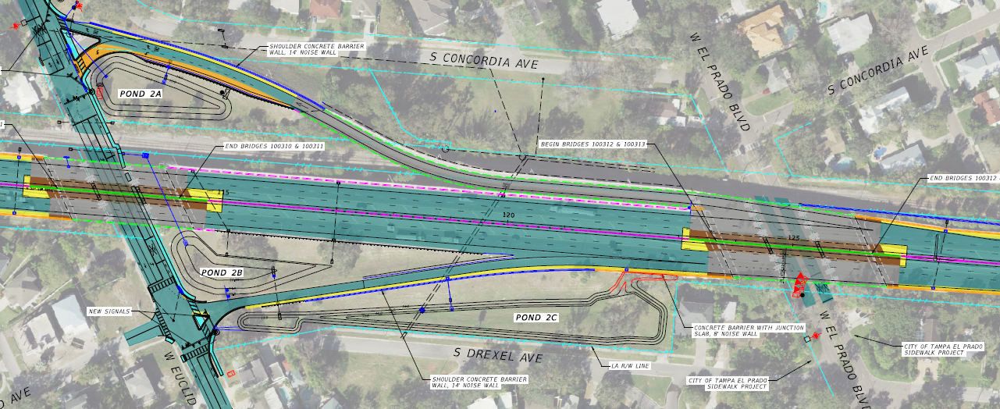 SHOULDER CONCRETE BARRIER
WALL, 14' NOISE WALL
S CONCORDIA AVE
W EL PRADO BLVD
S CONCORDIA AVE
POND 2A
END BRIDGES 100310 & 100311
BEGIN BRIDGES 100312 & 100313
END BRIDGES 100312
115
120
125
POND 2B
NEW SIGNALS
POND 2C
CONCRETE BARRIER WITH JUNCTION
SLAB, 8' NOISE WALL
W EL PRADO BLVD
CITY OF TAMPA EL PRADO
SIDEWALK PROJECT
S DREXEL AVE
LA R/W LINE
W EUCLID
SHOULDER CONCRETE BARRIER
WALL, 14' NOISE WALL
CITY OF TAMPA EL PRADO
SIDEWALK PROJECT
AVE